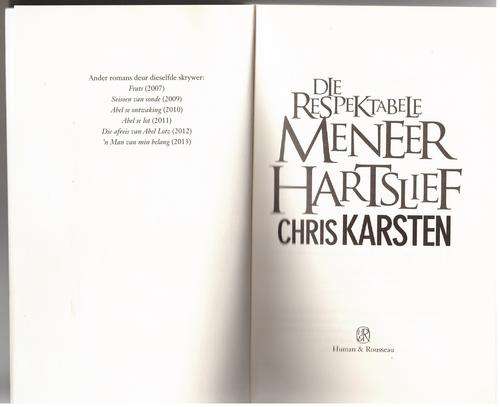 Ander romans deur dieselfde skrywer:
Frats (2007)
Seisoen van sonde (2009)
Abel se ontwaking (2010)
Abel se lot (2011)
Die afreis van Abel Lotz (2012)
'n Man van min belang (2013)
DIE
RESPEKTABELE
MENEER
HARTSLIEF
CHRIS KARSTEN
Human & Rousseau